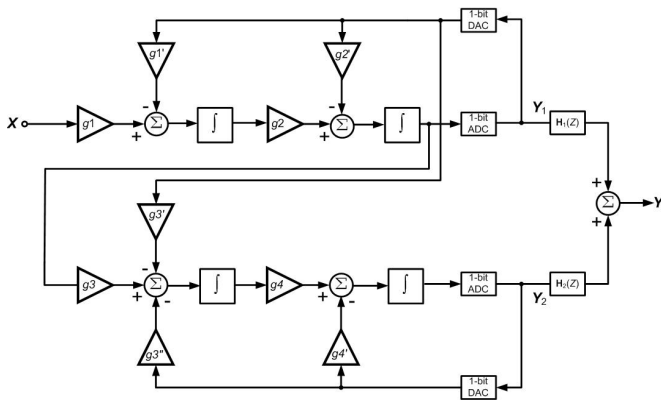 1-bit
DAC
g1'
g2'
X
g1
Σ
∫
g2
Σ
∫
1-bit
ADC
Y₁
H₁(Z)
+
-
+
-
+
+
Σ
Y
g3'
g3
Σ
∫
g4
Σ
∫
1-bit
ADC
Y₂
H₂(Z)
-
+
-
+
-
g3''
g4'
1-bit
DAC